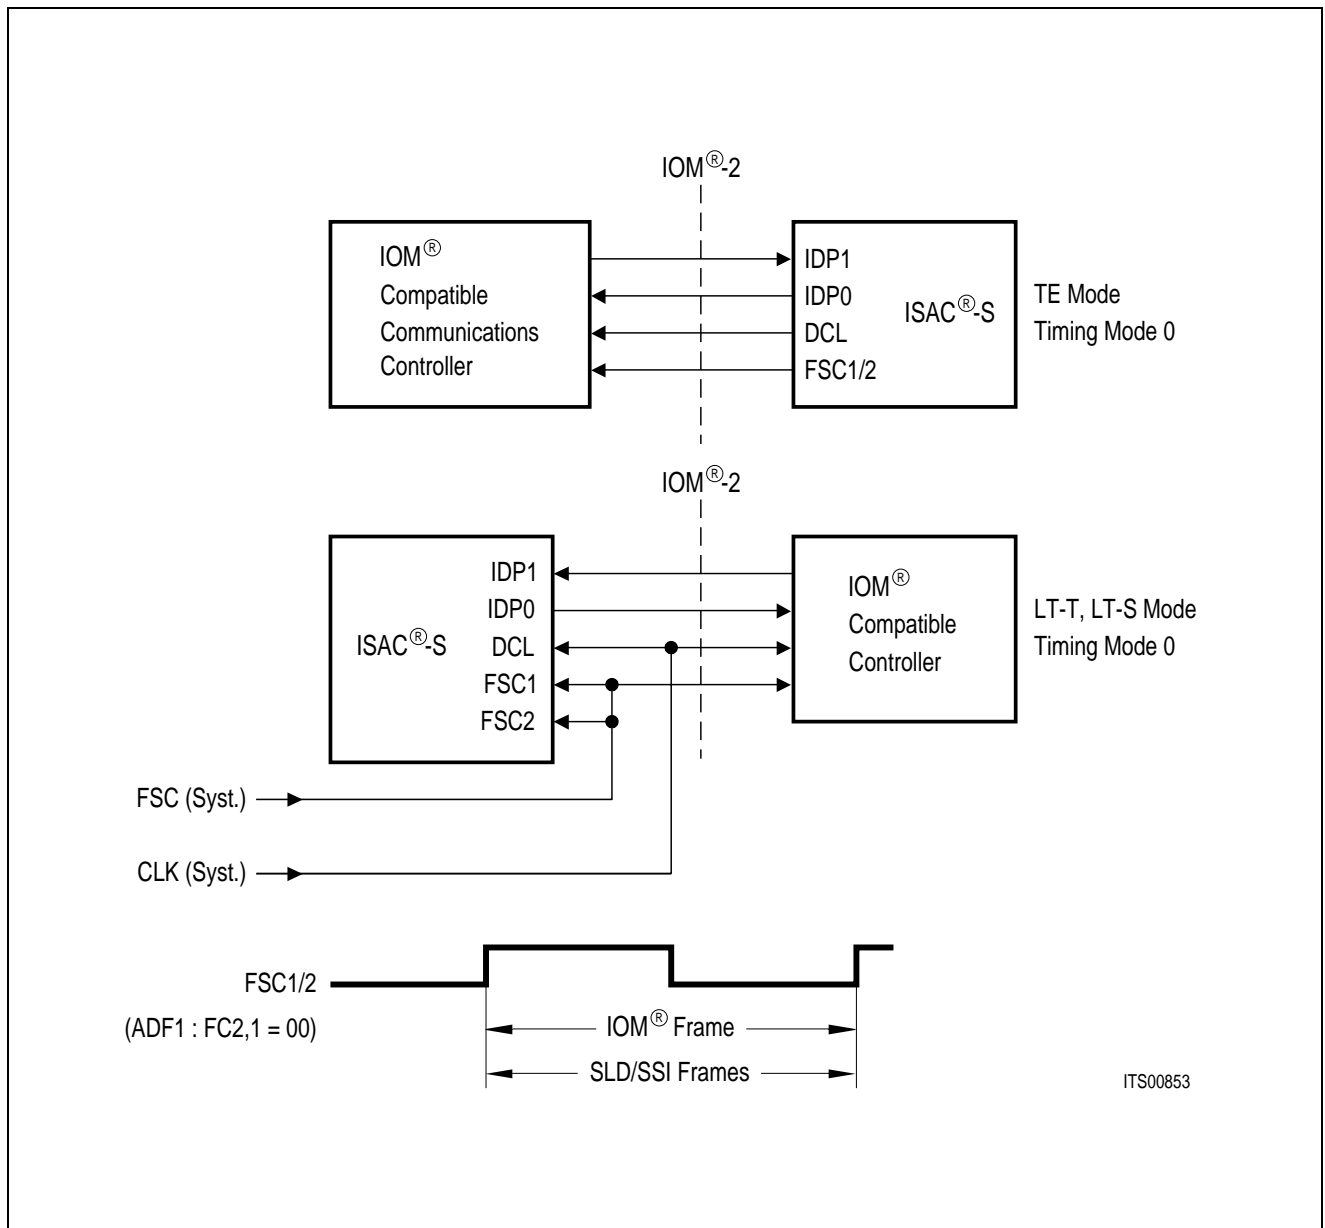 IOM®-2
IOM®
Compatible
Communications
Controller
IDP1
IDP0
DCL
FSC1/2
ISAC®-S
TE Mode
Timing Mode 0
IOM®-2
ISAC®-S
IDP1
IDP0
DCL
FSC1
FSC2
IOM®
Compatible
Controller
LT-T, LT-S Mode
Timing Mode 0
FSC (Syst.)
CLK (Syst.)
FSC1/2
(ADF1 : FC2,1 = 00)
IOM® Frame
SLD/SSI Frames
ITS00853